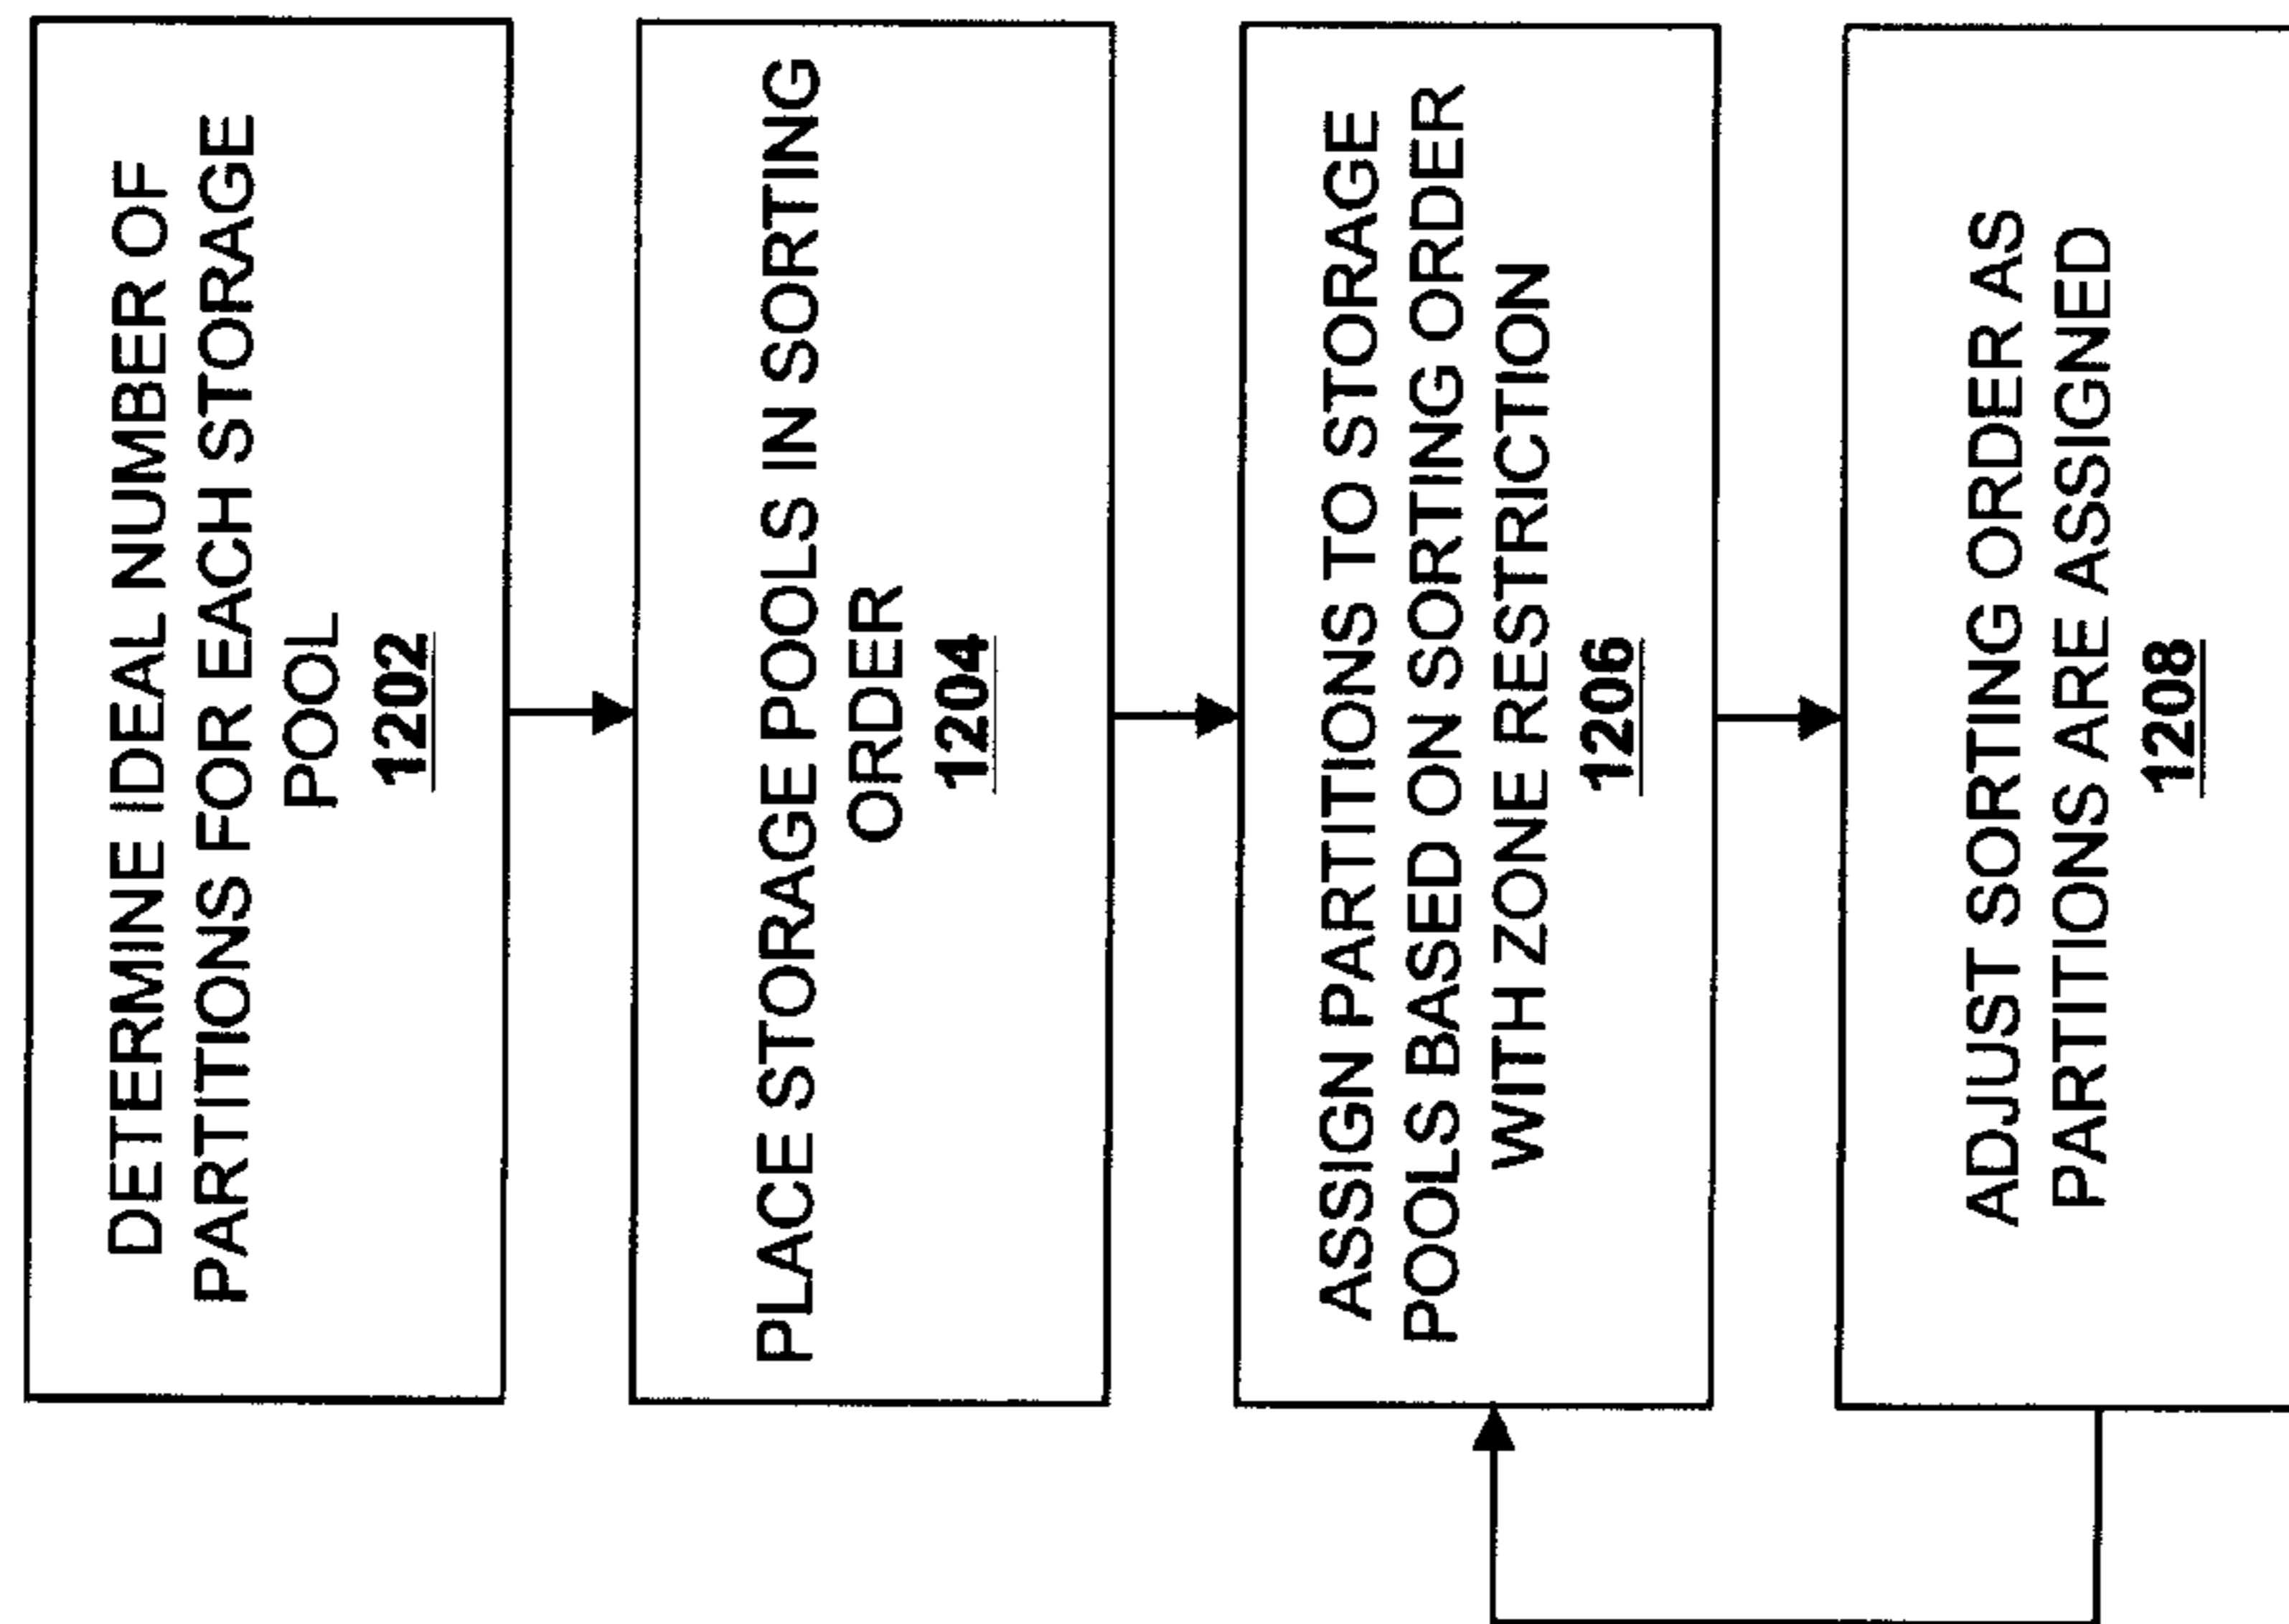 DETERMINE IDEAL NUMBER OF
PARTITIONS FOR EACH STORAGE
POOL
1202
PLACE STORAGE POOLS IN SORTING
ORDER
1204
ASSIGN PARTITIONS TO STORAGE
POOLS BASED ON SORTING ORDER
WITH ZONE RESTRICTION
1206
ADJUST SORTING ORDER AS
PARTITIONS ARE ASSIGNED
1208